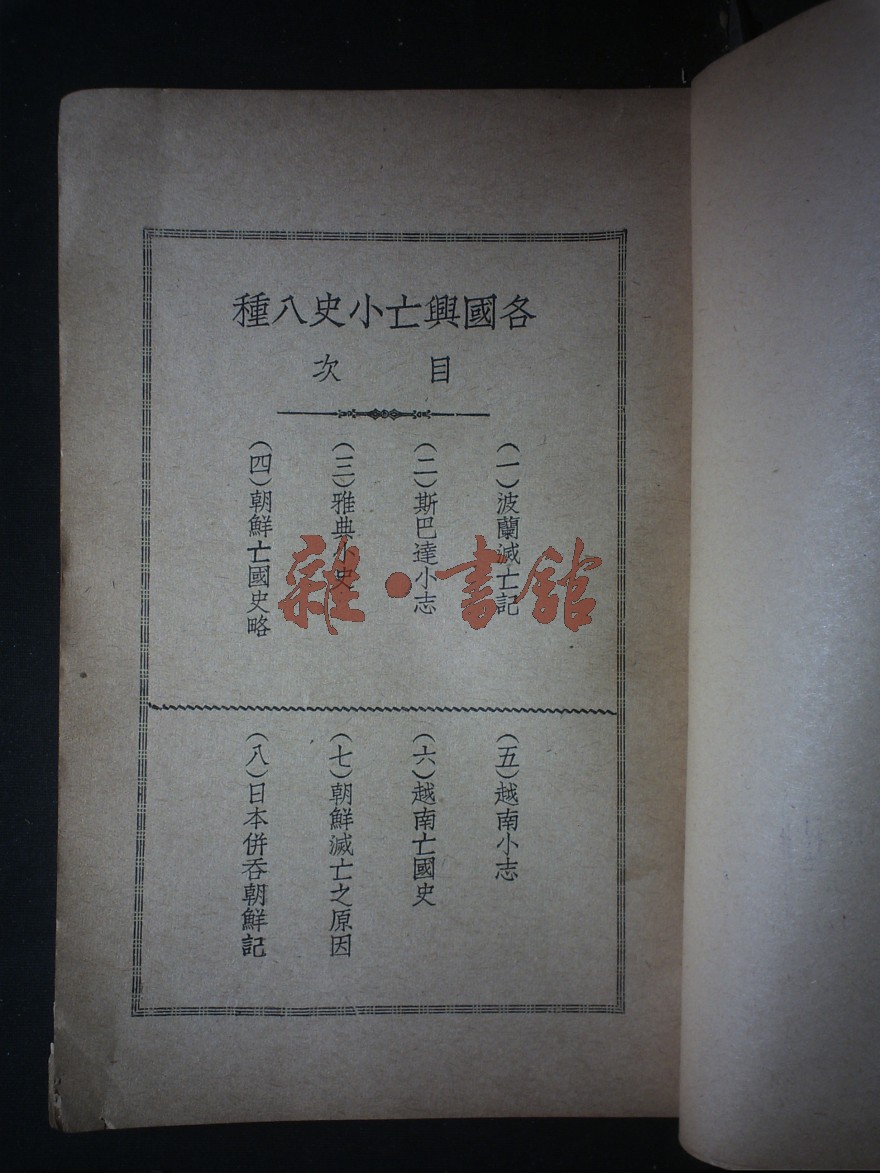 各國興亡小史八種
目次
(一)波蘭滅亡記
(二)斯巴達小志
(三)雅典小史
(四)朝鮮亡國史略
(五)越南小志
(六)越南亡國史
(七)朝鮮滅亡之原因
(八)日本併吞朝鮮記
雜·書館